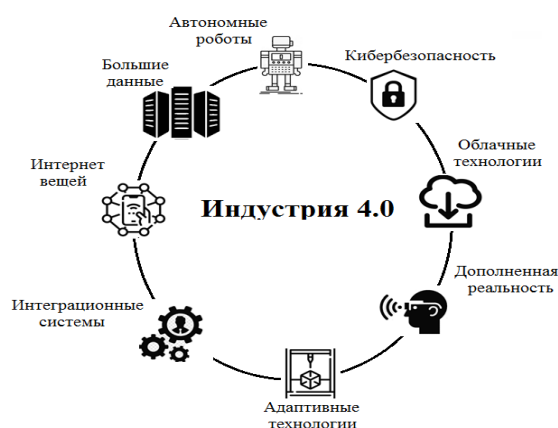 Автономные
роботы
Кибербезопасность
Большие
данные
Облачные
технологии
Интернет
вещей
Индустрия 4.0
Дополненная
реальность
Интеграционные
системы
Адаптивные
технологии